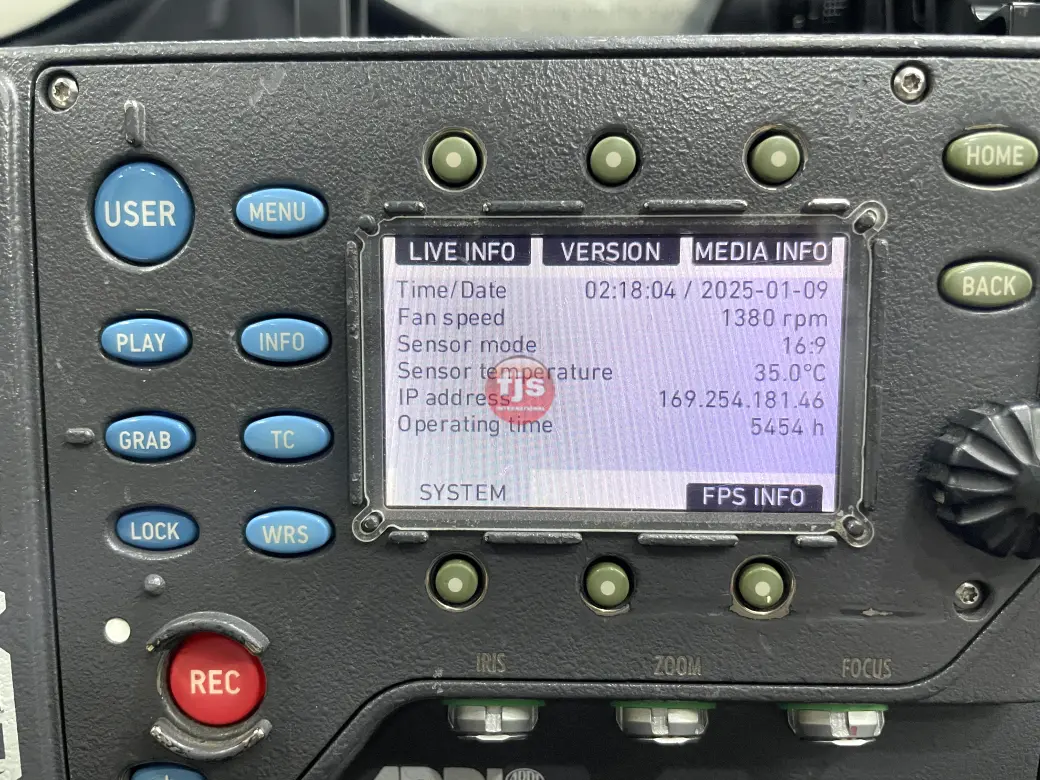 HOME
USER
MENU
LIVE INFO VERSION MEDIA INFO
Time/Date 02:18:04 / 2025-01-09
Fan speed 1380 rpm
Sensor mode 16:9
Sensor temperature 35.0°C
IP address 169.254.181.46
Operating time 5454 h
SYSTEM FPS INFO
TJS
INTERNATIONAL
BACK
PLAY INFO
GRAB TC
LOCK WRS
REC
IRIS ZOOM FOCUS
ARRI